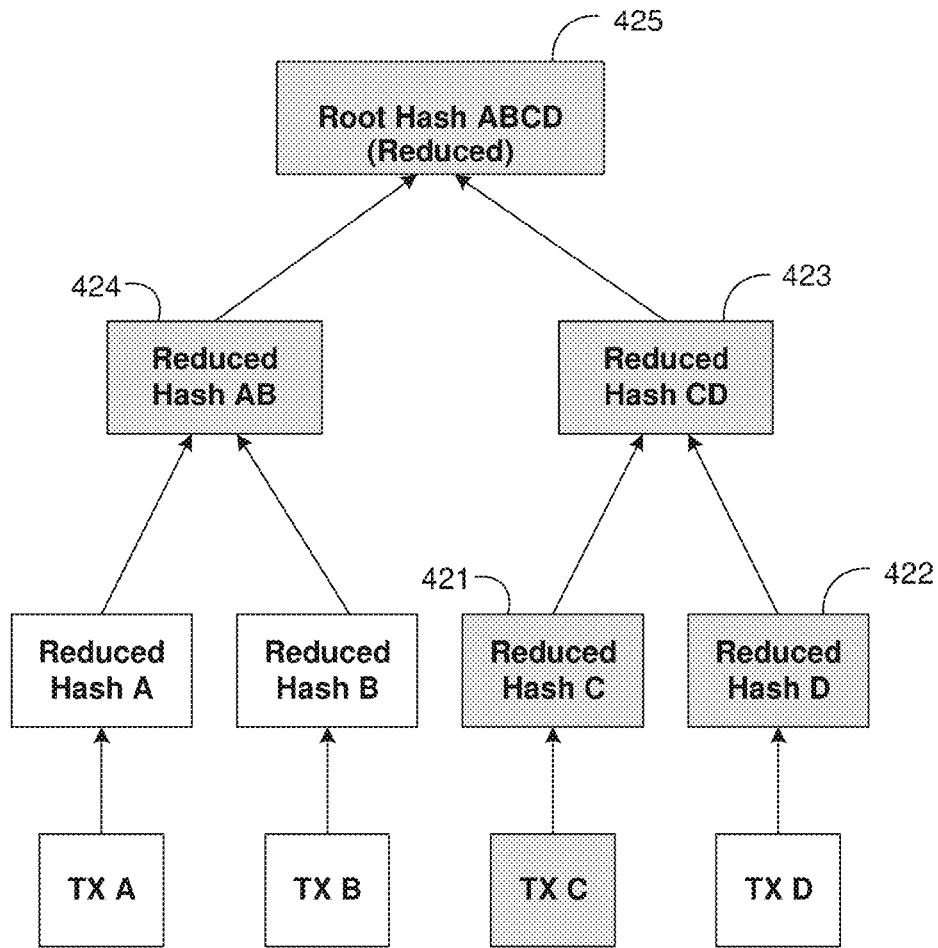 425
Root Hash ABCD
(Reduced)
424
423
Reduced
Hash AB
Reduced
Hash CD
421
422
Reduced
Hash A
Reduced
Hash B
Reduced
Hash C
Reduced
Hash D
TX A
TX B
TX C
TX D